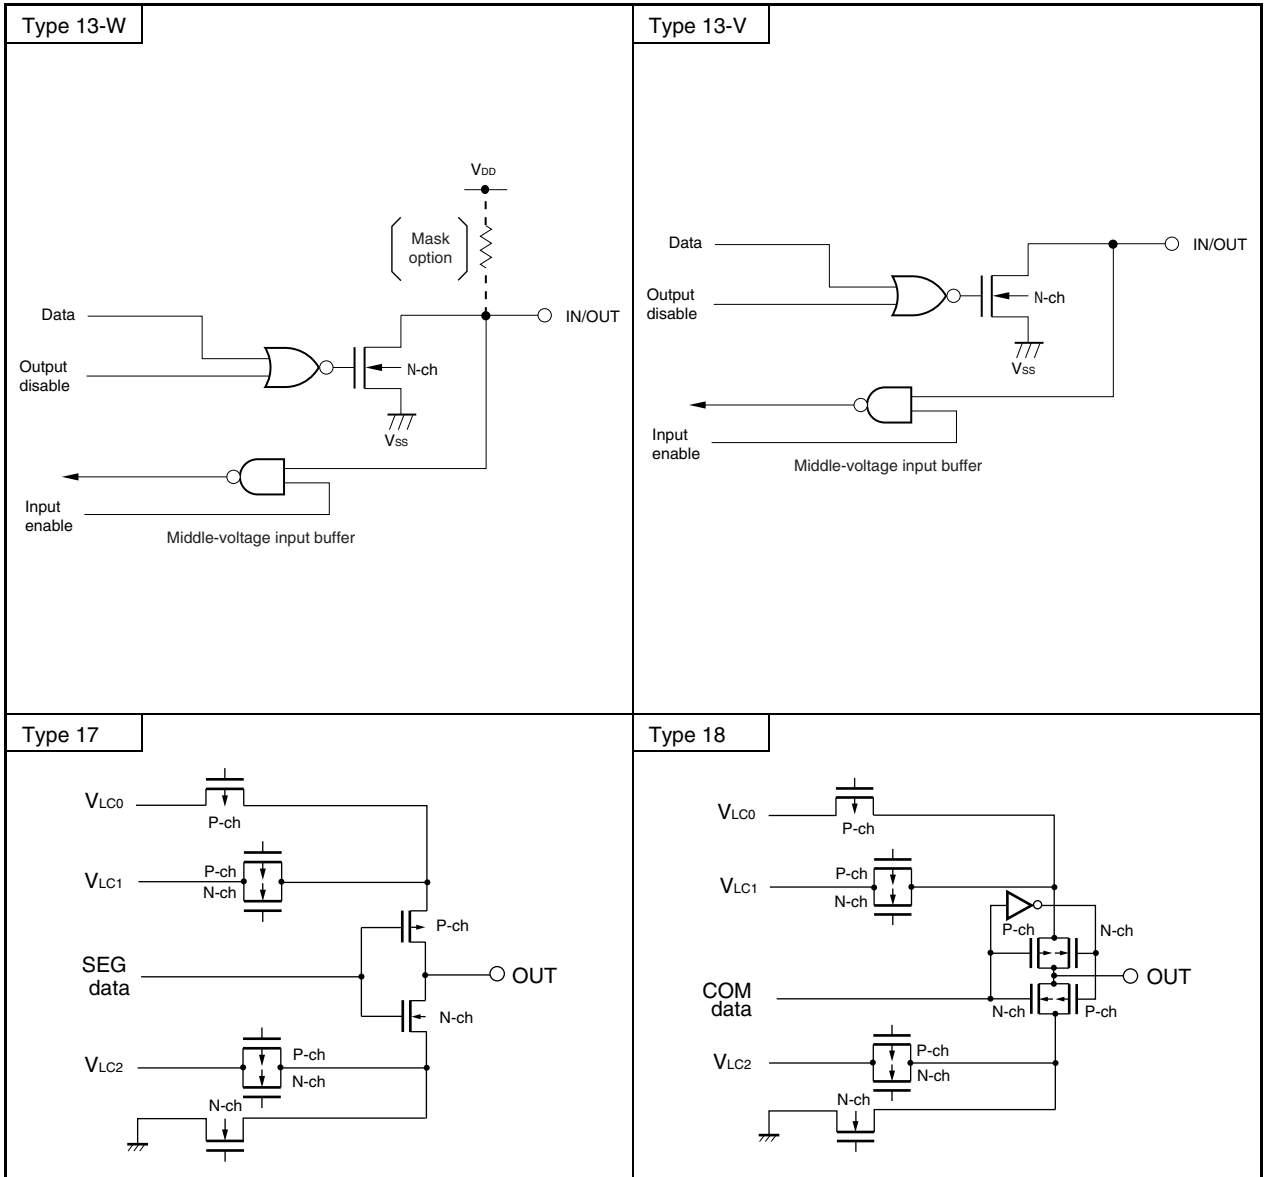 Type 13-W
VDD
Mask
option
Data
IN/OUT
Output
disable
N-ch
VSS
Input
enable
Middle-voltage input buffer
Type 13-V
Data
IN/OUT
Output
disable
N-ch
VSS
Input
enable
Middle-voltage input buffer
Type 17
VLC0
P-ch
VLC1
P-ch
N-ch
P-ch
SEG
data
OUT
N-ch
VLC2
P-ch
N-ch
N-ch
Type 18
VLC0
P-ch
VLC1
P-ch
N-ch
P-ch
N-ch
COM
data
OUT
N-ch
P-ch
VLC2
P-ch
N-ch
N-ch